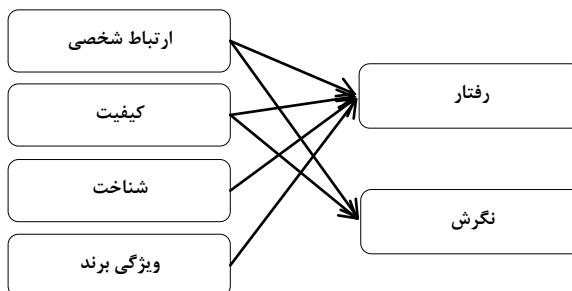 ارتباط شخصی
کیفیت
شناخت
ویژگی برند
رفتار
نگرش